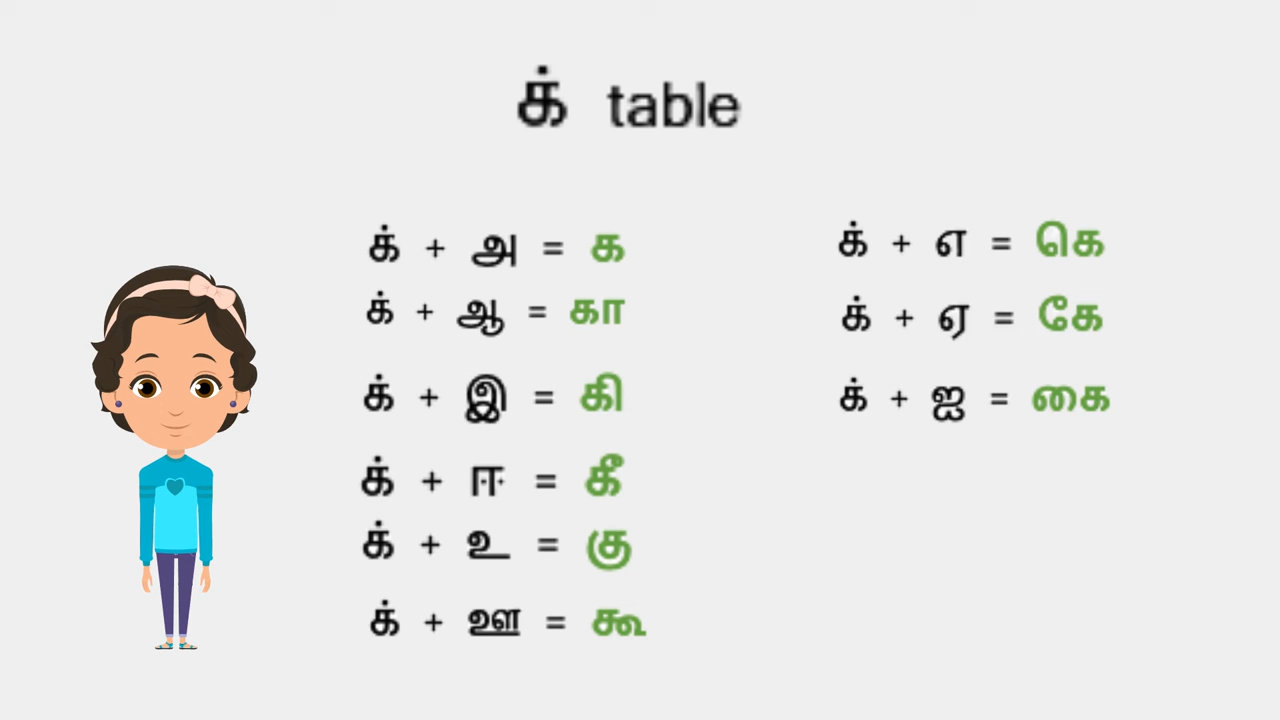 க் table
க் + அ = க
க் + ஆ = கா
க் + இ = கி
க் + ஈ = கீ
க் + உ = கு
க் + ஊ = கூ
க் + எ = கெ
க் + ஏ = கே
க் + ஐ = கை